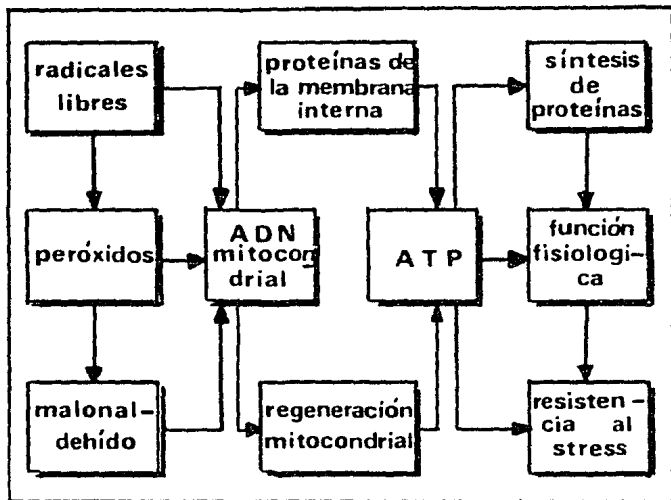 radicales
libres
proteínas de
la membrana
interna
síntesis
de
proteínas
peróxidos
ADN
mitocon
drial
ATP
función
fisiologi-
ca
malonal-
dehído
regeneración
mitocondrial
resisten-
cia al
stress